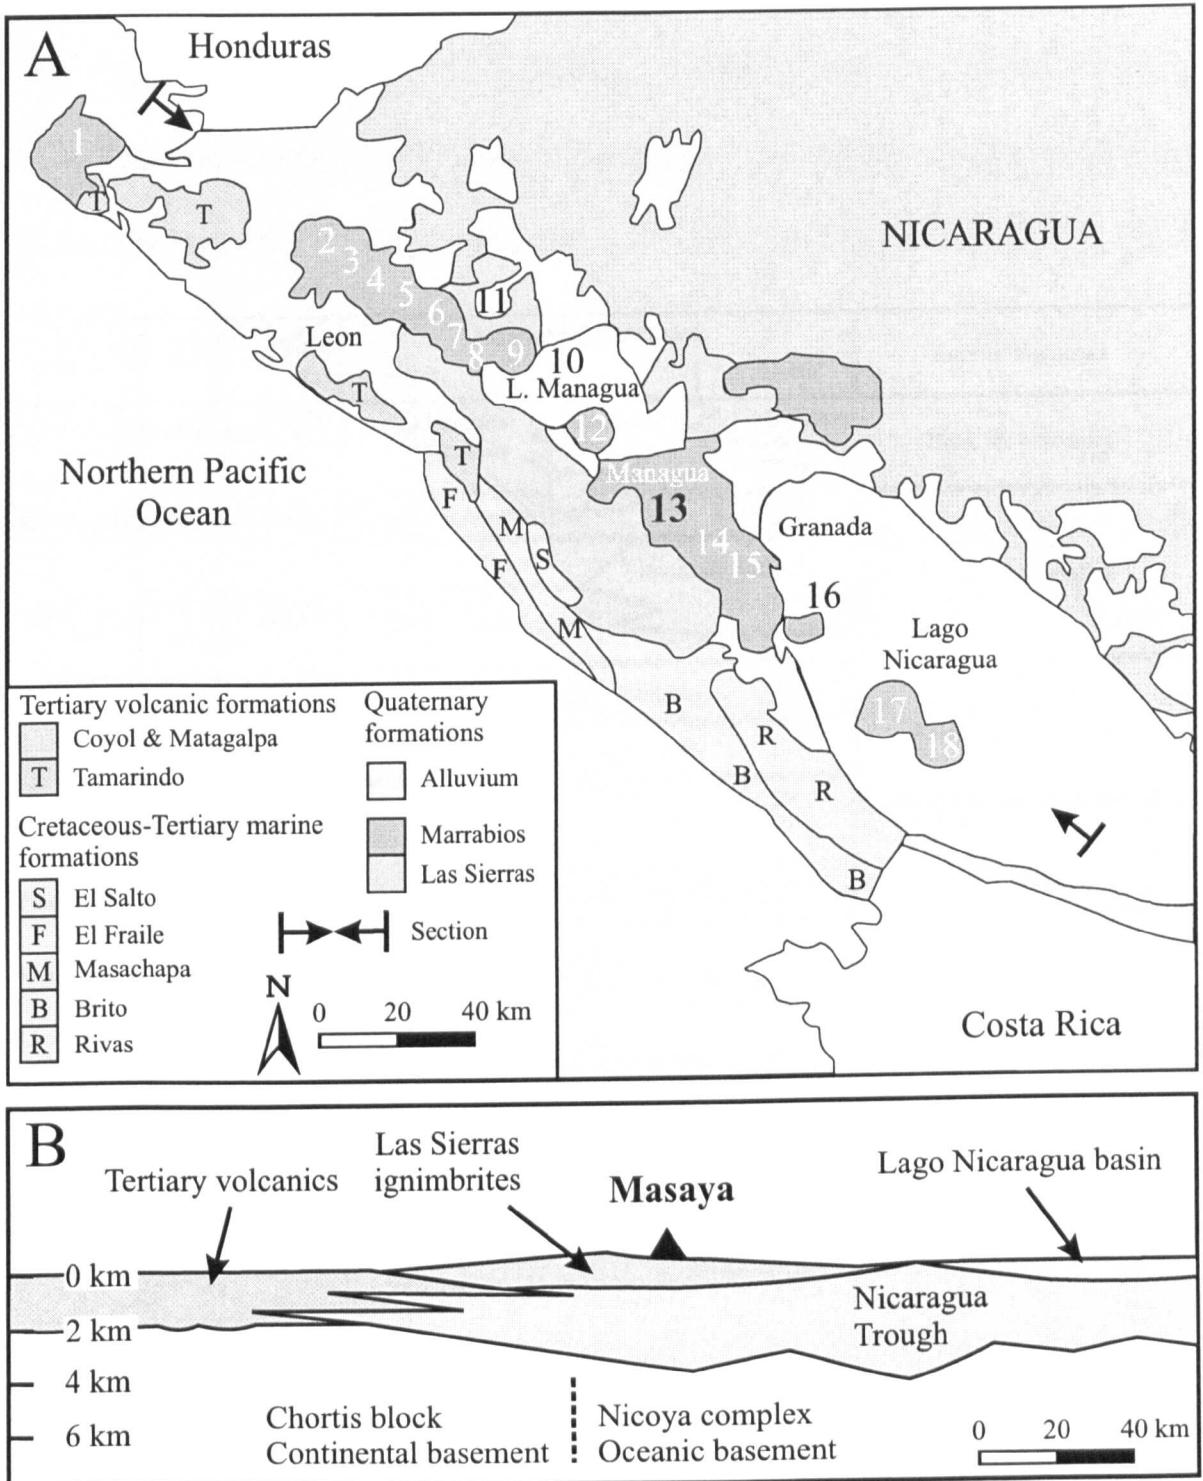 A
Honduras
1
T
T
NICARAGUA
2
3
4
5
6
7
8
9
11
10
Leon
T
L. Managua
12
Northern Pacific
Ocean
T
F
M
S
F
M
Managua
13
14
15
Granada
16
Lago
Nicaragua
17
18
B
R
B
R
B
Costa Rica
Tertiary volcanic formations
Coyol & Matagalpa
T Tamarindo
Cretaceous-Tertiary marine
formations
S El Salto
F El Fraile
M Masachapa
B Brito
R Rivas
Quaternary
formations
Alluvium
Marrabios
Las Sierras
Section
N
0 20 40 km
B
Tertiary volcanics
Las Sierras
ignimbrites
Masaya
Lago Nicaragua basin
0 km
2 km
4 km
6 km
Nicaragua
Trough
Chortis block
Continental basement
Nicoya complex
Oceanic basement
0 20 40 km